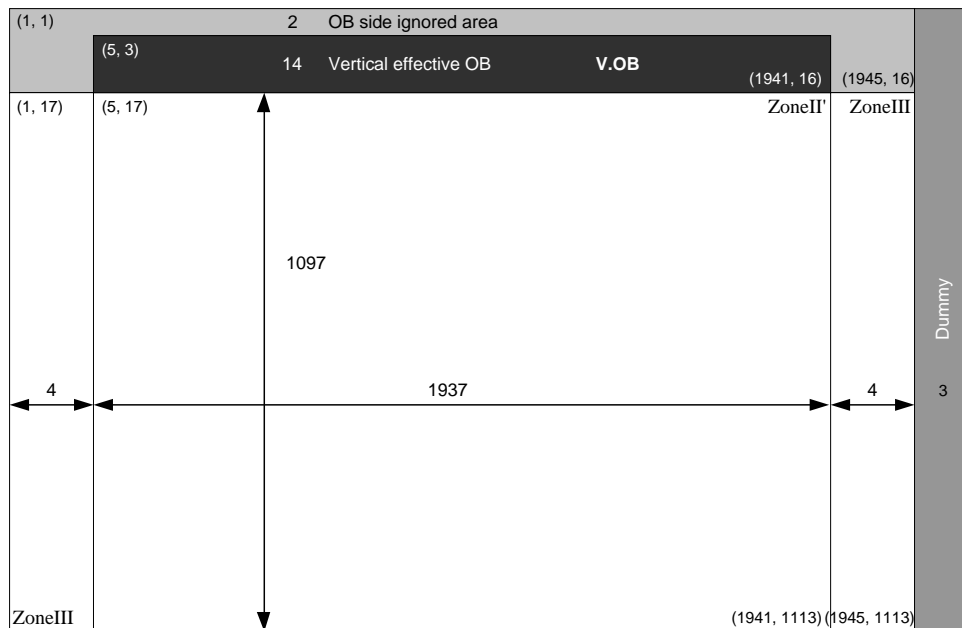 (1, 1) 2 OB side ignored area
(5, 3) 14 Vertical effective OB V.OB
(1941, 16) (1945, 16)
(1, 17) (5, 17) ZoneII' ZoneIII
1097
Dummy
4 1937 4 3
ZoneIII (1941, 1113) (1945, 1113)